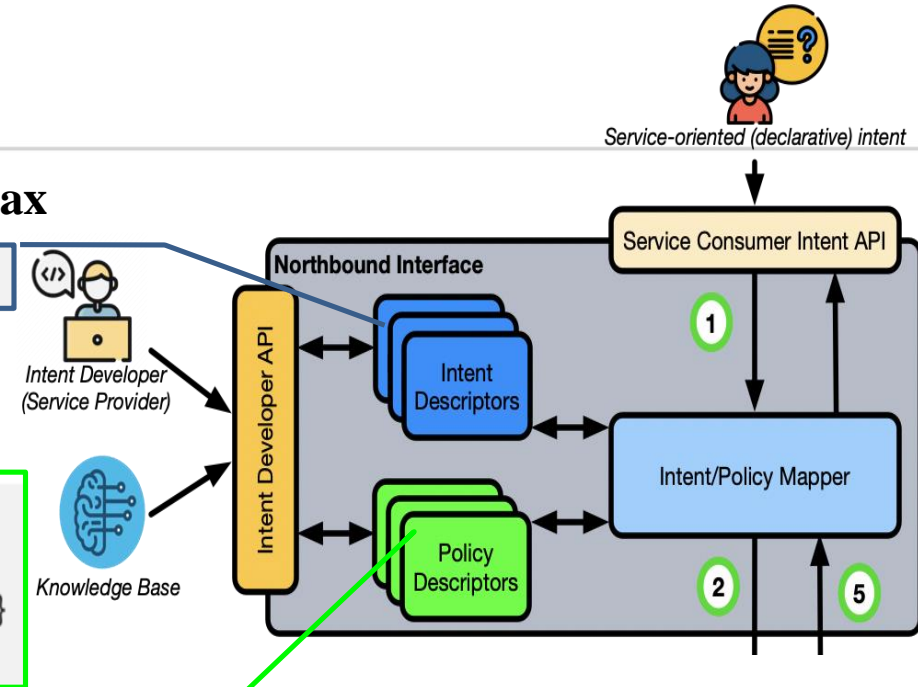 Service-oriented (declarative) intent
ax
Service Consumer Intent API
Northbound Interface
</>
Intent Developer
(Service Provider)
Intent Developer API
Intent
Descriptors
1
Intent/Policy Mapper
Policy
Descriptors
Knowledge Base
2
5
}